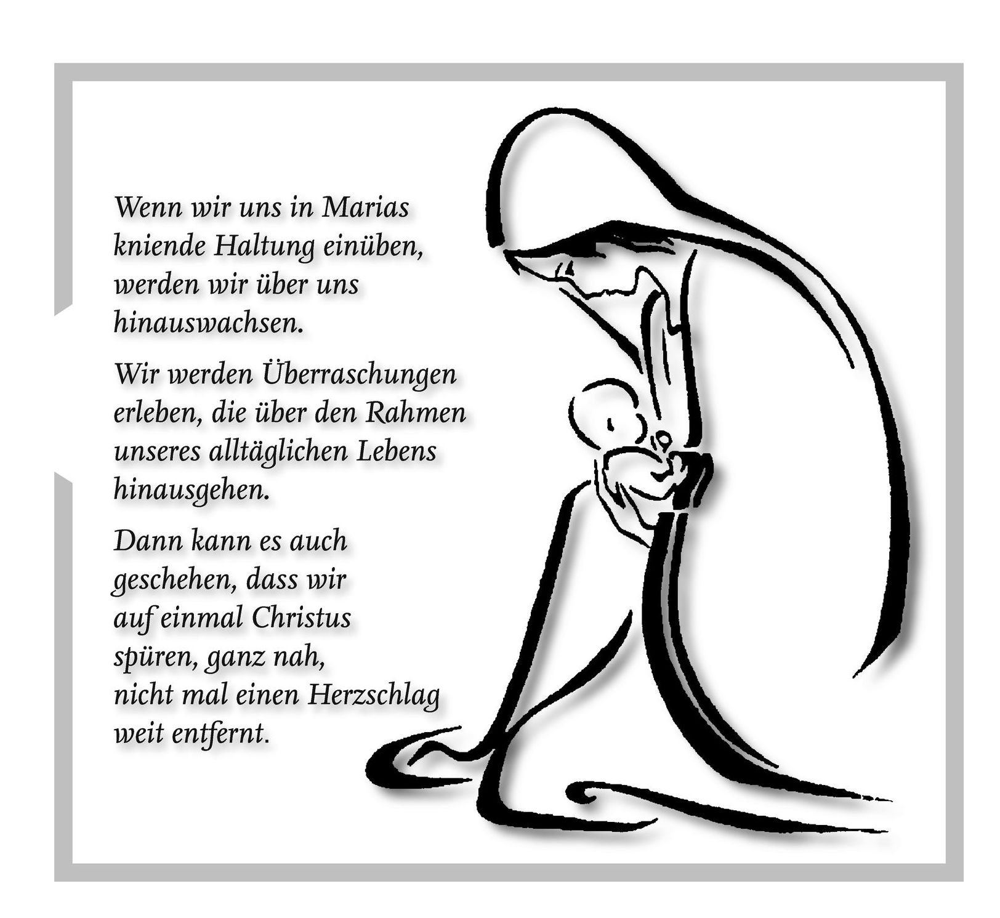 Wenn wir uns in Marias
kniende Haltung einüben,
werden wir über uns
hinauswachsen.
Wir werden Überraschungen
erleben, die über den Rahmen
unseres alltäglichen Lebens
hinausgehen.
Dann kann es auch
geschehen, dass wir
auf einmal Christus
spüren, ganz nah,
nicht mal einen Herzschlag
weit entfernt.